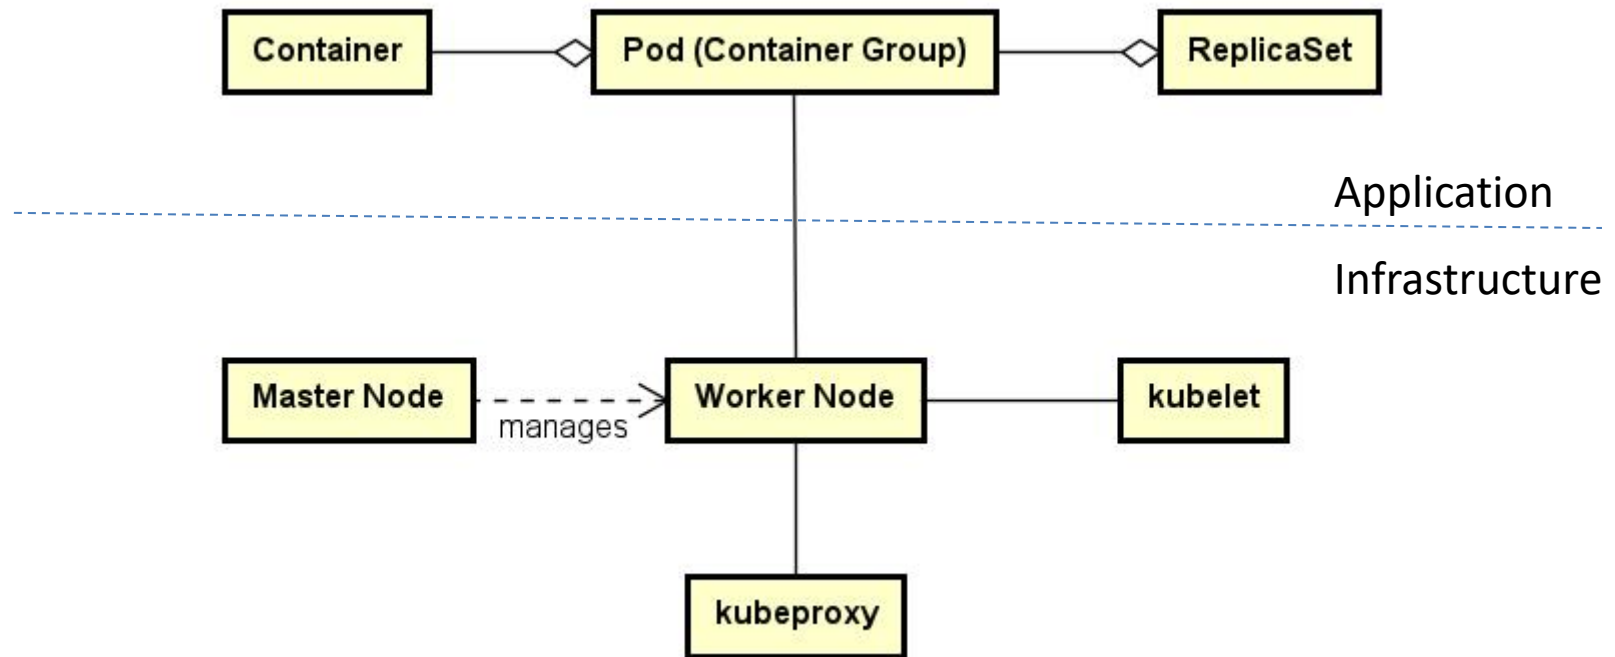 Container
Pod (Container Group)
ReplicaSet
Application
Infrastructure
Master Node
manages
Worker Node
kubelet
kubeproxy